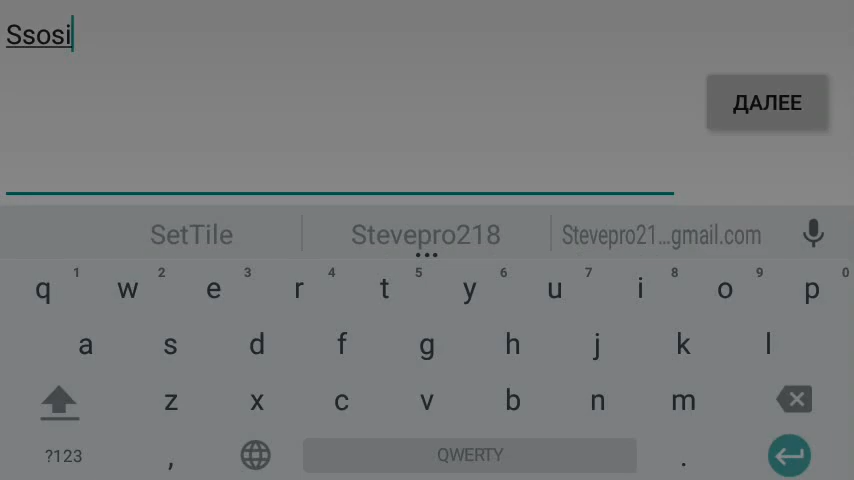 Ssosi
ДАЛЕЕ
SetTile Stevepro218 Stevepro21...gmail.com
q 1 w 2 e 3 r 4 t 5 y 6 u 7 i 8 o 9 p 0
a s d f g h j k l
z x c v b n m
?123 , QWERTY .